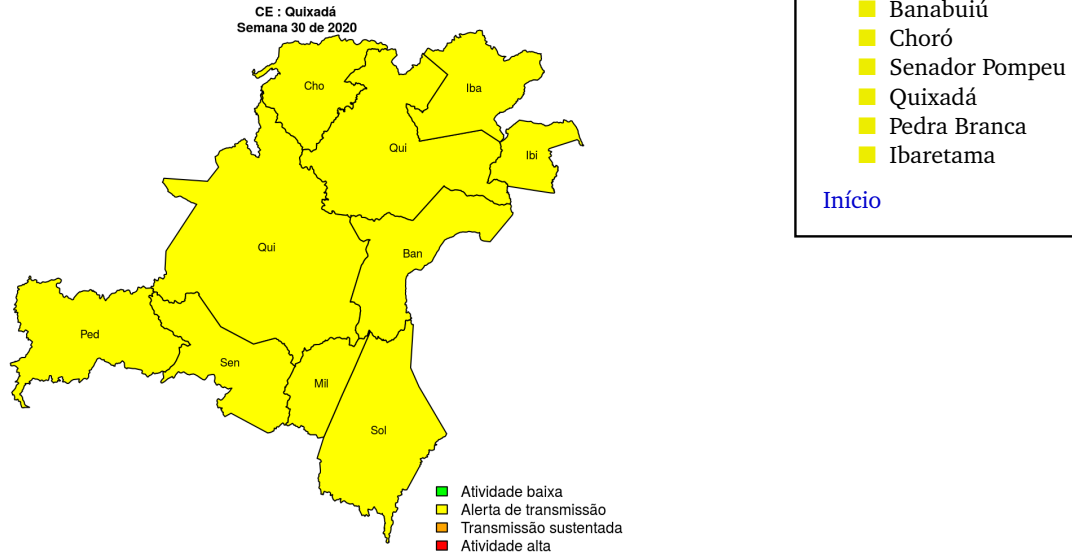 CE : Quixadá
Semana 30 de 2020
Cho
Iba
Qui
Ibi
Qui
Ban
Ped
Sen
Mil
Sol
Atividade baixa
Alerta de transmissão
Transmissão sustentada
Atividade alta
Banabuiú
Choró
Senador Pompeu
Quixadá
Pedra Branca
Ibaretama
Início